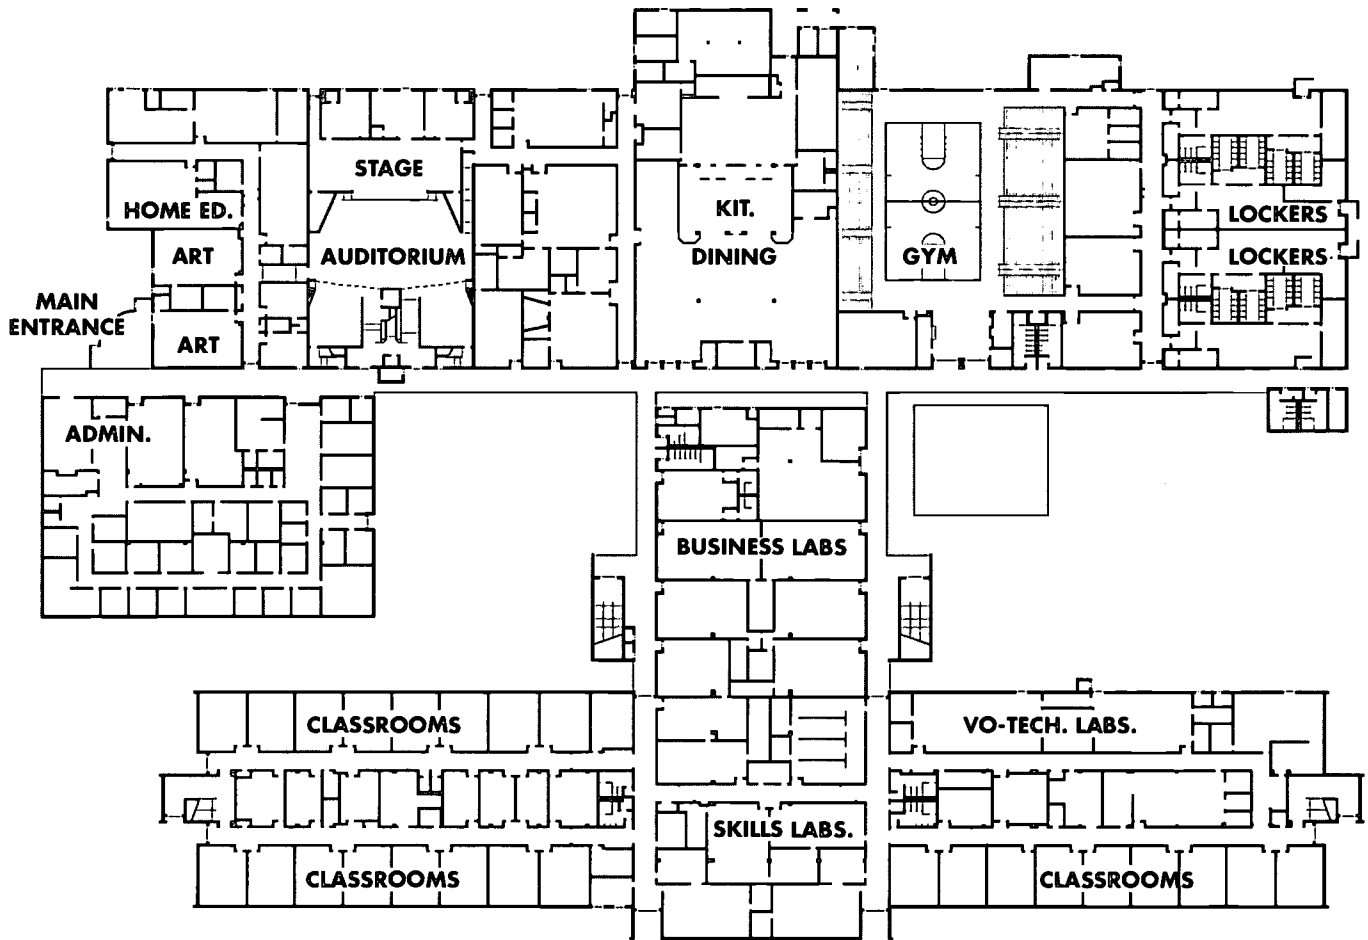 STAGE
HOME ED.
KIT.
LOCKERS
ART
AUDITORIUM
DINING
GYM
LOCKERS
MAIN
ENTRANCE
ART
ADMIN.
BUSINESS LABS
CLASSROOMS
VO-TECH. LABS.
SKILLS LABS.
CLASSROOMS
CLASSROOMS